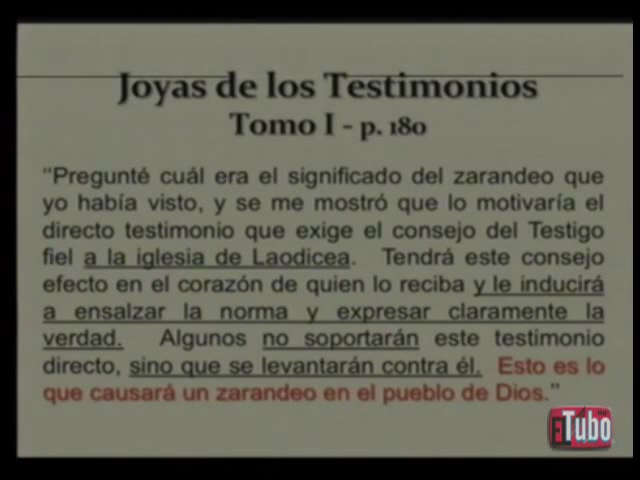 Joyas de los Testimonios
Tomo I - p. 180
“Pregunté cuál era el significado del zarandeo que
yo había visto, y se me mostró que lo motivaría el
directo testimonio que exige el consejo del Testigo
fiel a la iglesia de Laodicea. Tendrá este consejo
efecto en el corazón de quien lo reciba y le inducirá
a ensalzar la norma y expresar claramente la
verdad. Algunos no soportarán este testimonio
directo, sino que se levantarán contra él. Esto es lo
que causará un zarandeo en el pueblo de Dios.”
ELTubo